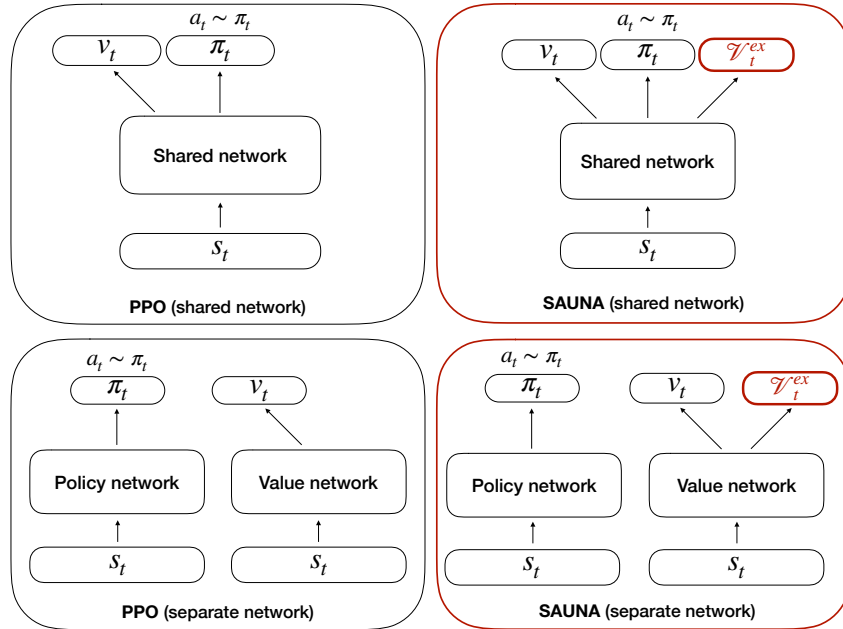 a_t ∼ π_t
v_t π_t
Shared network
s_t
PPO (shared network)
a_t ∼ π_t
v_t π_t 𝒱_t^{ex}
Shared network
s_t
SAUNA (shared network)
a_t ∼ π_t
π_t v_t
Policy network Value network
s_t s_t
PPO (separate network)
a_t ∼ π_t
π_t v_t 𝒱_t^{ex}
Policy network Value network
s_t s_t
SAUNA (separate network)